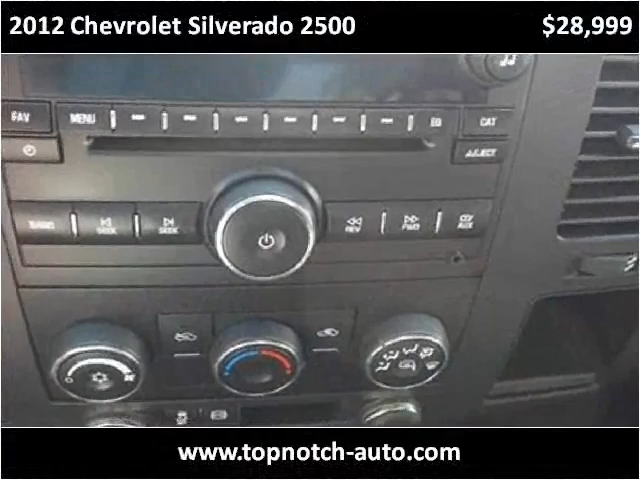 2012 Chevrolet Silverado 2500 $28,999
FAV MENU EQ CAT
EJECT
BAND SEEK SEEK REV FWD CD/AUX
www.topnotch-auto.com